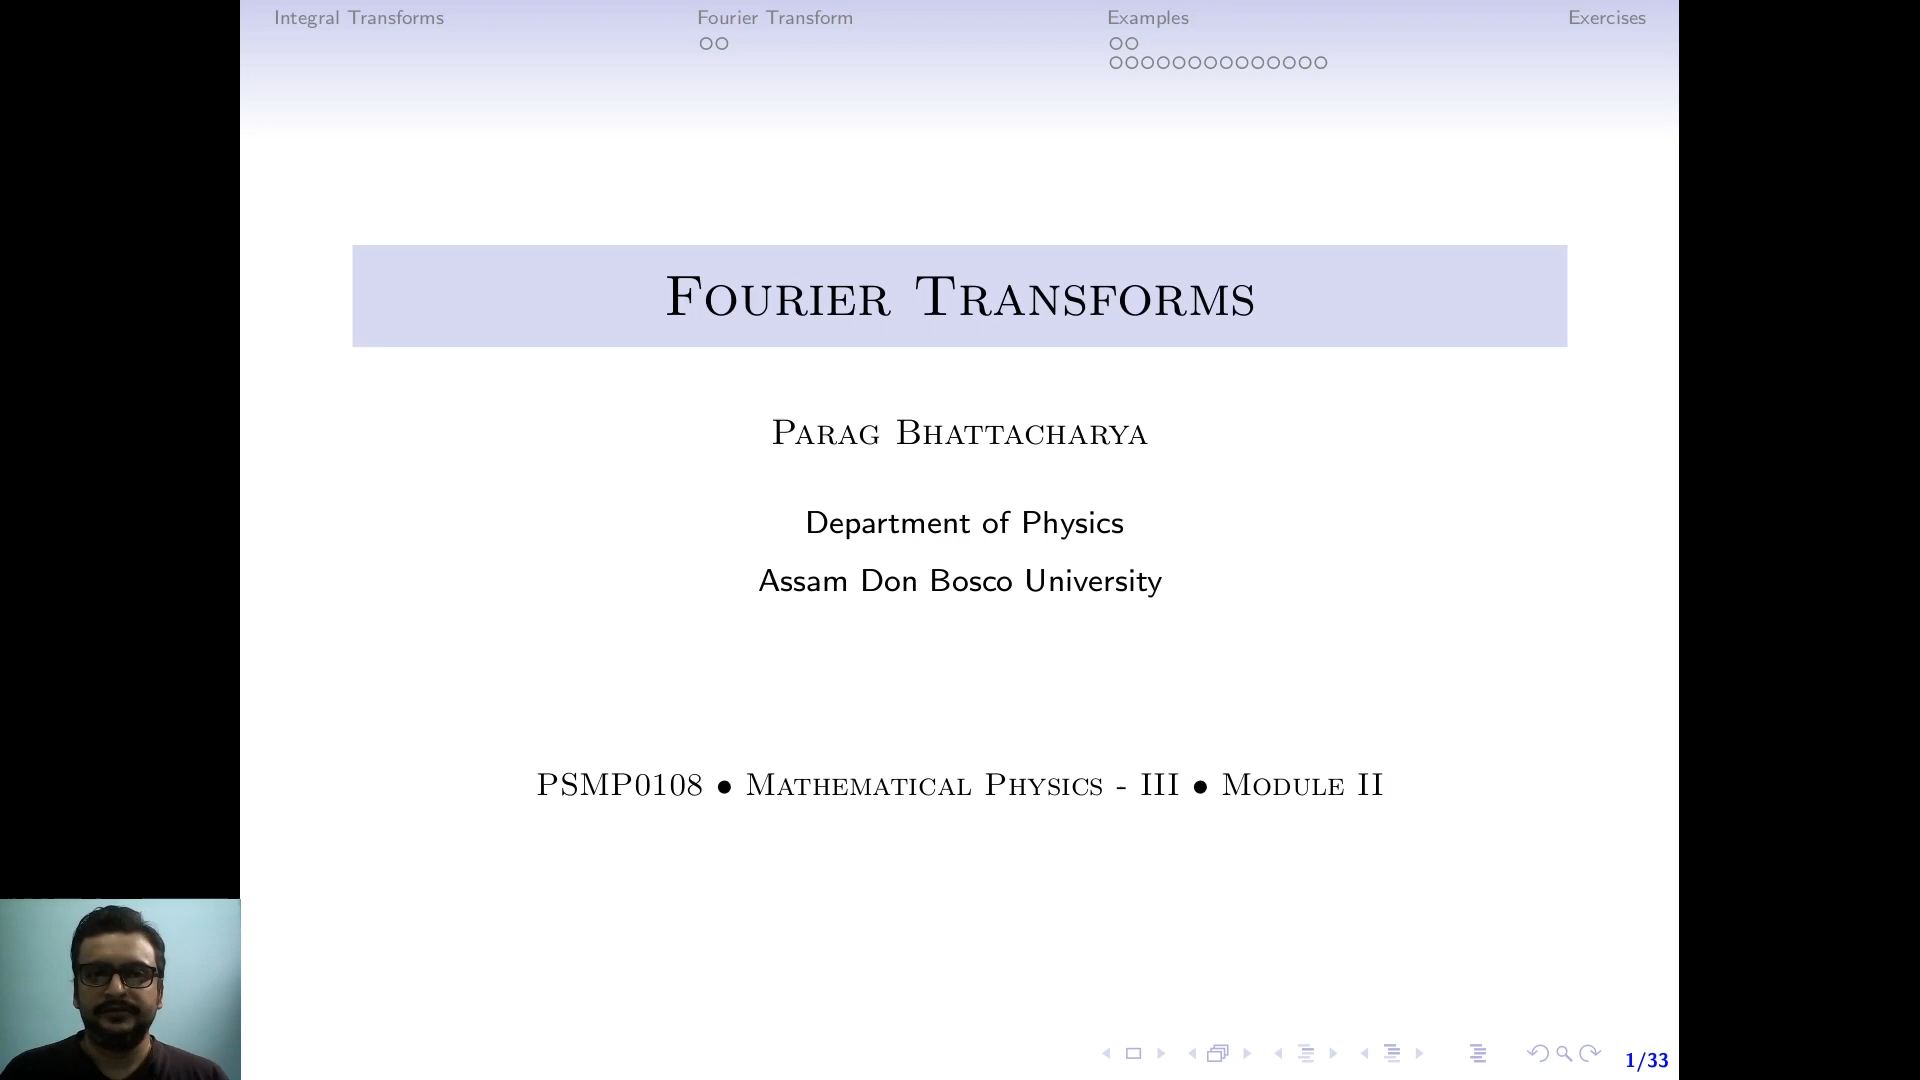 Integral Transforms
Fourier Transform
Examples
Exercises
Fourier Transforms
Parag Bhattacharya
Department of Physics
Assam Don Bosco University
PSMP0108 • Mathematical Physics - III • Module II
1/33